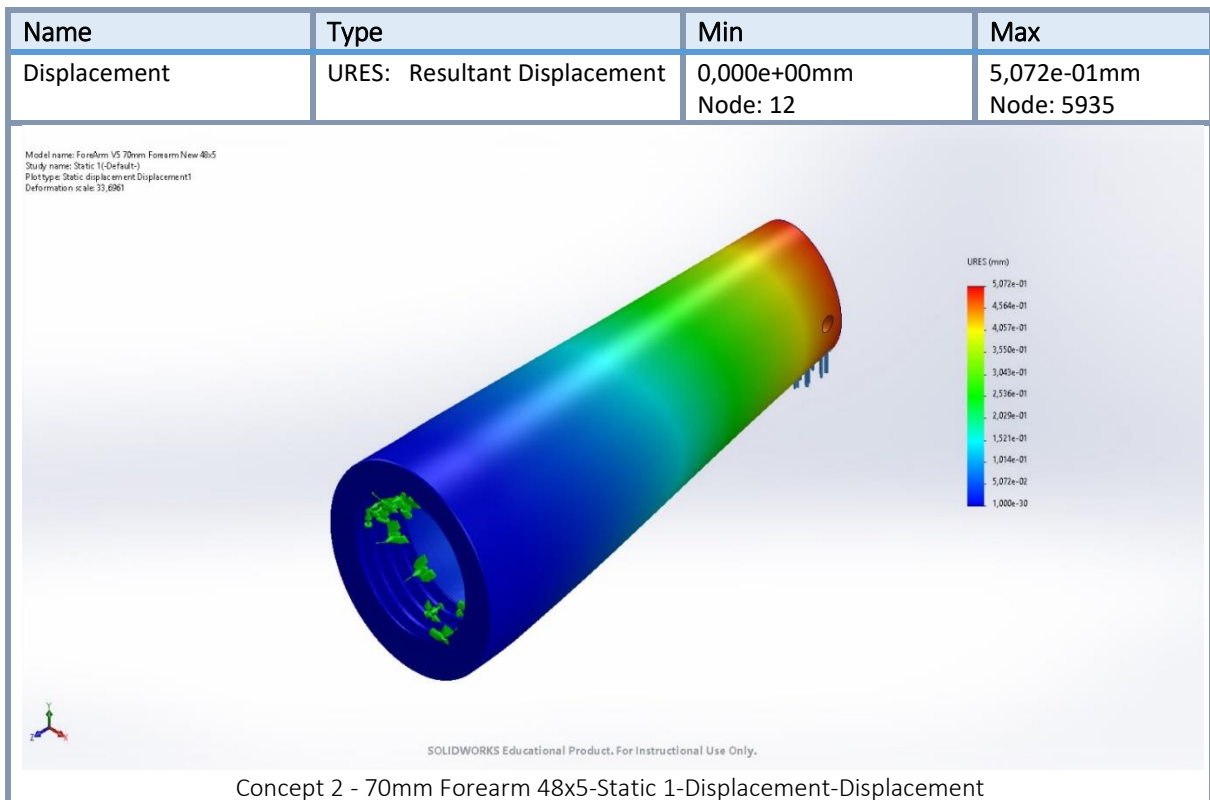 Name Type Min Max
Displacement URES: Resultant Displacement 0,000e+00mm 5,072e-01mm
Node: 12 Node: 5935
Model name: ForeArm V5 70mm Forearm New 48x5
Study name: Static 1(-Default-)
Plot type: Static displacement Displacement1
Deformation scale: 33,6961
URES (mm)
5,072e-01
4,564e-01
4,057e-01
3,550e-01
3,043e-01
2,536e-01
2,029e-01
1,521e-01
1,014e-01
5,072e-02
1,000e-30
Y
Z X
SOLIDWORKS Educational Product. For Instructional Use Only.
Concept 2 - 70mm Forearm 48x5-Static 1-Displacement-Displacement